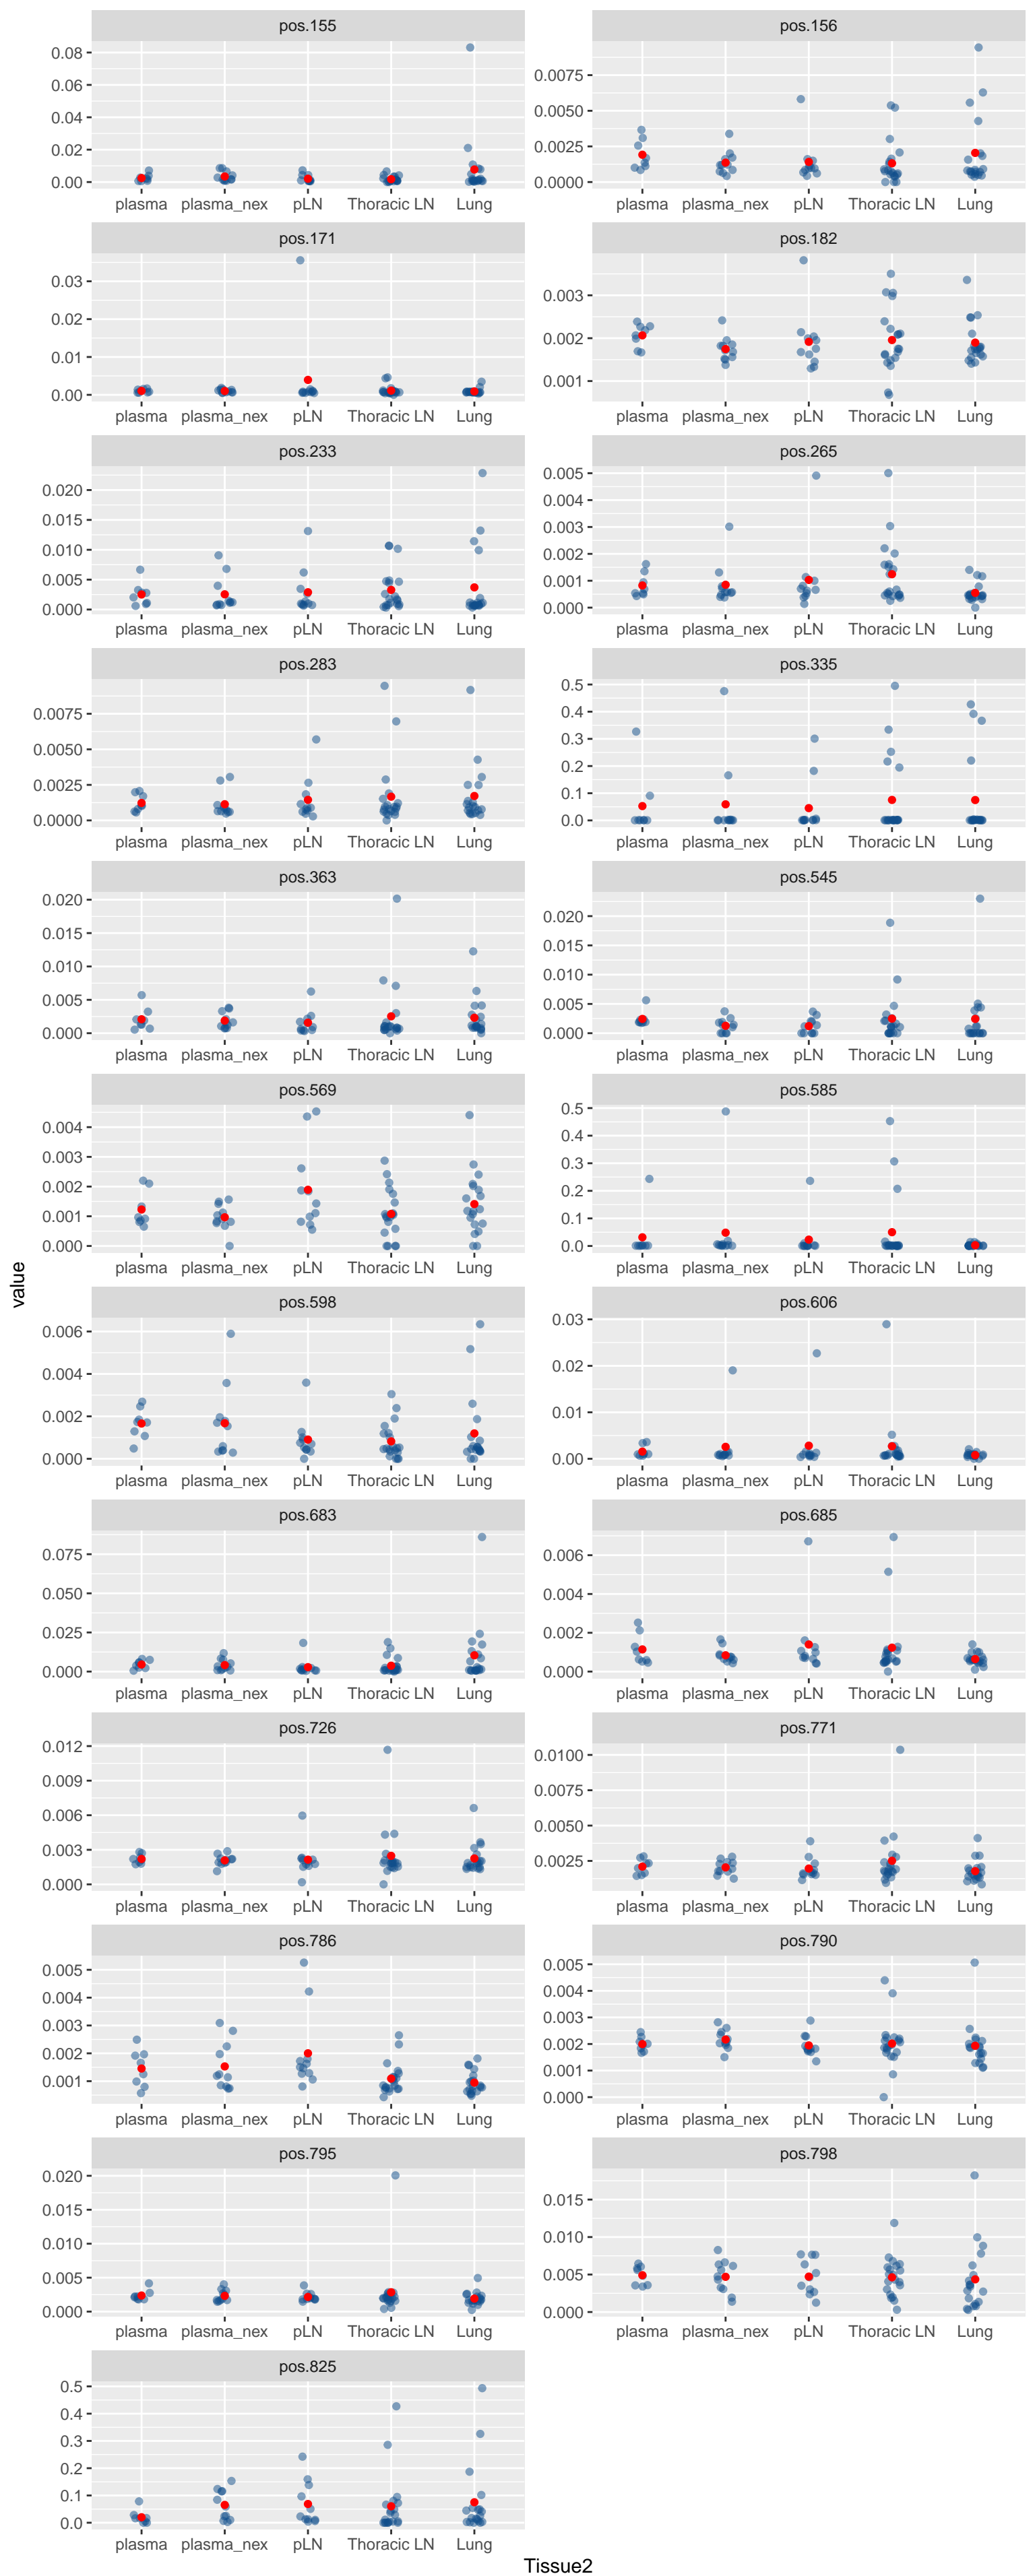 pos.155
pos.156
0.08
0.06
0.04
0.02
0.00
0.0075
0.0050
0.0025
0.0000
plasma plasma_nex pLN Thoracic LN Lung
plasma plasma_nex pLN Thoracic LN Lung
pos.171
pos.182
0.03
0.02
0.01
0.00
0.003
0.002
0.001
plasma plasma_nex pLN Thoracic LN Lung
plasma plasma_nex pLN Thoracic LN Lung
pos.233
pos.265
0.020
0.015
0.010
0.005
0.000
0.005
0.004
0.003
0.002
0.001
0.000
plasma plasma_nex pLN Thoracic LN Lung
plasma plasma_nex pLN Thoracic LN Lung
pos.283
pos.335
0.0075
0.0050
0.0025
0.0000
0.5
0.4
0.3
0.2
0.1
0.0
plasma plasma_nex pLN Thoracic LN Lung
plasma plasma_nex pLN Thoracic LN Lung
pos.363
pos.545
0.020
0.015
0.010
0.005
0.000
0.020
0.015
0.010
0.005
0.000
plasma plasma_nex pLN Thoracic LN Lung
plasma plasma_nex pLN Thoracic LN Lung
pos.569
pos.585
0.004
0.003
0.002
0.001
0.000
0.5
0.4
0.3
0.2
0.1
0.0
plasma plasma_nex pLN Thoracic LN Lung
plasma plasma_nex pLN Thoracic LN Lung
value
pos.598
pos.606
0.006
0.004
0.002
0.000
0.03
0.02
0.01
0.00
plasma plasma_nex pLN Thoracic LN Lung
plasma plasma_nex pLN Thoracic LN Lung
pos.683
pos.685
0.075
0.050
0.025
0.000
0.006
0.004
0.002
0.000
plasma plasma_nex pLN Thoracic LN Lung
plasma plasma_nex pLN Thoracic LN Lung
pos.726
pos.771
0.012
0.009
0.006
0.003
0.000
0.0100
0.0075
0.0050
0.0025
plasma plasma_nex pLN Thoracic LN Lung
plasma plasma_nex pLN Thoracic LN Lung
pos.786
pos.790
0.005
0.004
0.003
0.002
0.001
0.005
0.004
0.003
0.002
0.001
0.000
plasma plasma_nex pLN Thoracic LN Lung
plasma plasma_nex pLN Thoracic LN Lung
pos.795
pos.798
0.020
0.015
0.010
0.005
0.000
0.015
0.010
0.005
0.000
plasma plasma_nex pLN Thoracic LN Lung
plasma plasma_nex pLN Thoracic LN Lung
pos.825
0.5
0.4
0.3
0.2
0.1
0.0
plasma plasma_nex pLN Thoracic LN Lung
Tissue2